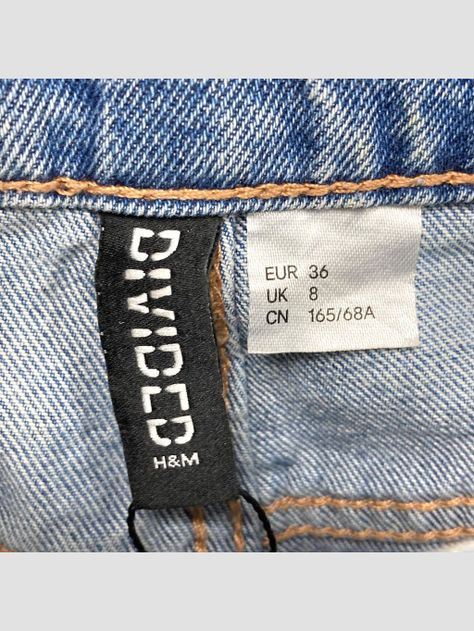 DIVIDED
H&M
EUR 36
UK 8
CN 165/68A